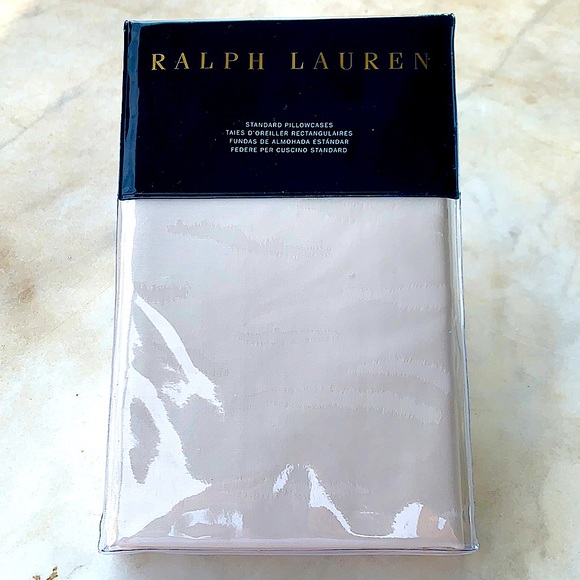 RALPH LAUREN
STANDARD PILLOWCASES
TAIES D'OREILLER RECTANGULAIRES
FUNDAS DE ALMOHADA ESTÁNDAR
FEDERE PER CUSCINO STANDARD